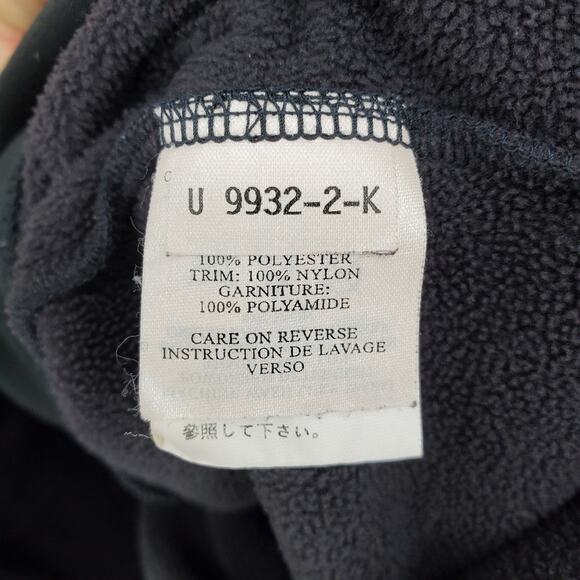 U 9932-2-K
100% POLYESTER
TRIM: 100% NYLON
GARNITURE:
100% POLYAMIDE
CARE ON REVERSE
INSTRUCTION DE LAVAGE
VERSO
参照して下さい。